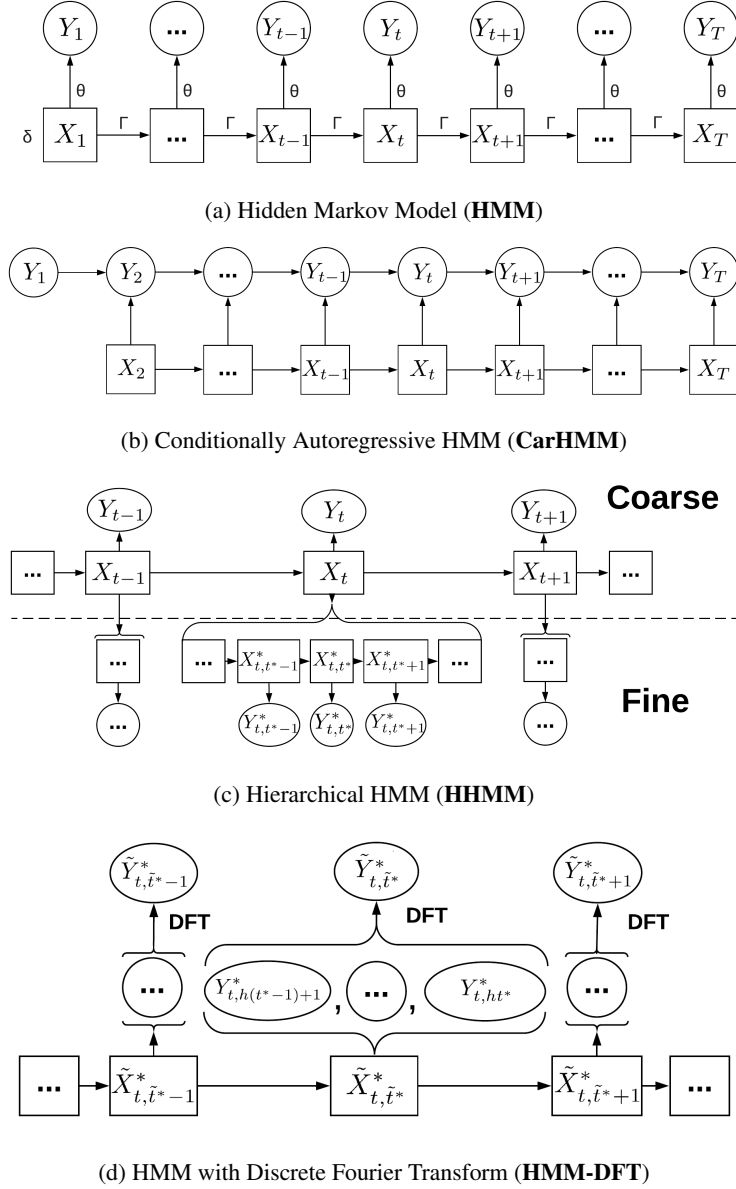 Y_1 ... Y_{t-1} Y_t Y_{t+1} ... Y_T
θ θ θ θ θ θ θ
δ X_1 Γ ... Γ X_{t-1} Γ X_t Γ X_{t+1} Γ ... Γ X_T
(a) Hidden Markov Model (HMM)
Y_1 Y_2 ... Y_{t-1} Y_t Y_{t+1} ... Y_T
X_2 ... X_{t-1} X_t X_{t+1} ... X_T
(b) Conditionally Autoregressive HMM (CarHMM)
Coarse
Y_{t-1} Y_t Y_{t+1}
... X_{t-1} X_t X_{t+1} ...
... ... X^*_{t,t^*-1} X^*_{t,t^*} X^*_{t,t^*+1} ... ...
Fine
... Y^*_{t,t^*-1} Y^*_{t,t^*} Y^*_{t,t^*+1} ...
(c) Hierarchical HMM (HHMM)
Ỹ^*_{t,t̃^*-1} Ỹ^*_{t,t̃^*} Ỹ^*_{t,t̃^*+1}
DFT DFT DFT
... Y^*_{t,h(t^*-1)+1} , ... , Y^*_{t,ht^*} ...
... X̃^*_{t,t̃^*-1} X̃^*_{t,t̃^*} X̃^*_{t,t̃^*+1} ...
(d) HMM with Discrete Fourier Transform (HMM-DFT)